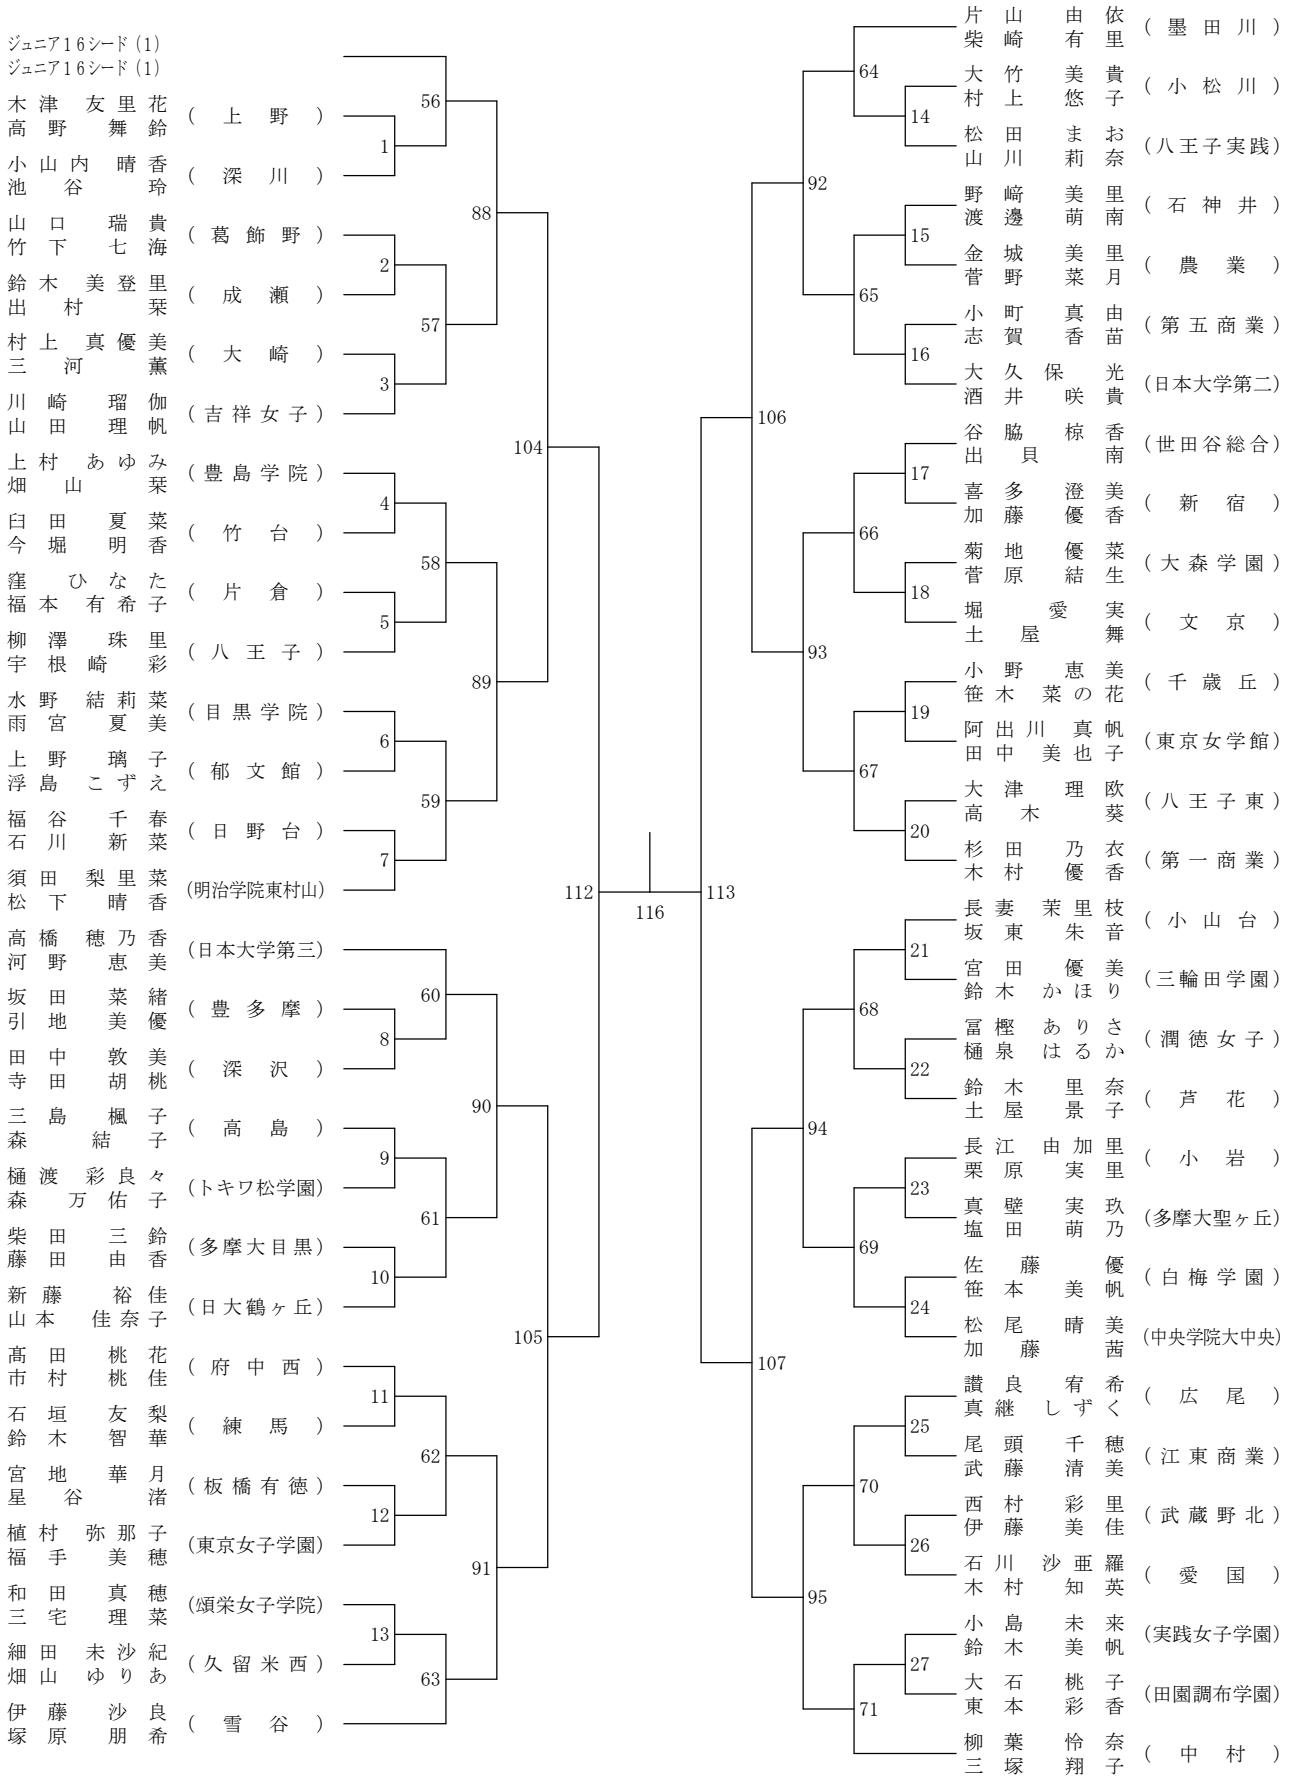 ジュニア16シード(1)
ジュニア16シード(1)
56
木津 友里花
高野 舞鈴
(上野)
1
小山内 晴香
池谷 玲
(深川)
88
山口 瑞貴
竹下 七海
(葛飾野)
2
鈴木 美登里
出村 栞
(成瀬)
57
村上 真優美
三河 薫
(大崎)
3
川崎 瑠伽
山田 理帆
(吉祥女子)
104
上村 あゆみ
畑山 栞
(豊島学院)
4
臼田 夏菜
今堀 明香
(竹台)
58
窪 ひなた
福本 有希子
(片倉)
5
柳澤 珠里
宇根崎 彩
(八王子)
89
水野 結莉菜
雨宮 夏美
(目黒学院)
6
上野 璃子
浮島 こずえ
(郁文館)
59
福谷 千春
石川 新菜
(日野台)
7
須田 梨里菜
松下 晴香
(明治学院東村山)
112
高橋 穂乃香
河野 恵美
(日本大学第三)
60
坂田 菜緒
引地 美優
(豊多摩)
8
田中 敦美
寺田 胡桃
(深沢)
90
三島 楓子
森 結子
(高島)
9
樋渡 彩良々
森 万佑子
(トキワ松学園)
61
柴田 三鈴
藤田 由香
(多摩大目黒)
10
新藤 裕佳
山本 佳奈子
(日大鶴ヶ丘)
105
髙田 桃花
市村 桃佳
(府中西)
11
石垣 友梨
鈴木 智華
(練馬)
62
宮地 華月
星谷 渚
(板橋有徳)
12
植村 弥那子
福手 美穂
(東京女子学園)
91
和田 真穂
三宅 理菜
(頌栄女子学院)
13
細田 未沙紀
畑山 ゆりあ
(久留米西)
63
伊藤 沙良
塚原 朋希
(雪谷)
116
片山 由依
柴崎 有里
(墨田川)
64
大竹 美貴
村上 悠子
(小松川)
14
松田 まお
山川 莉奈
(八王子実践)
92
野﨑 美里
渡邊 萌南
(石神井)
15
金城 美里
菅野 菜月
(農業)
65
小町 真由
志賀 香苗
(第五商業)
16
大久保 光
酒井 咲貴
(日本大学第二)
106
谷脇 椋香
出貝 南
(世田谷総合)
17
喜多 澄美
加藤 優香
(新宿)
66
菊地 優菜
菅原 結生
(大森学園)
18
堀 愛実
土屋 舞
(文京)
93
小野 恵美
笹木 菜の花
(千歳丘)
19
阿出川 真帆
田中 美也子
(東京女学館)
67
大津 理欧
高木 葵
(八王子東)
20
杉田 乃衣
木村 優香
(第一商業)
113
長妻 茉里枝
坂東 朱音
(小山台)
21
宮田 優美
鈴木 かほり
(三輪田学園)
68
冨樫 ありさ
樋泉 はるか
(潤徳女子)
22
鈴木 里奈
土屋 景子
(芦花)
94
長江 由加里
栗原 実里
(小岩)
23
真壁 実玖
塩田 萌乃
(多摩大聖ヶ丘)
69
佐藤 優
笹本 美帆
(白梅学園)
24
松尾 晴美
加藤 茜
(中央学院大中央)
107
讃良 宥希
真継 しずく
(広尾)
25
尾頭 千穂
武藤 清美
(江東商業)
70
西村 彩里
伊藤 美佳
(武蔵野北)
26
石川 沙亜羅
木村 知英
(愛国)
95
小島 未来
鈴木 美帆
(実践女子学園)
27
大石 桃子
東本 彩香
(田園調布学園)
71
柳葉 怜奈
三塚 翔子
(中村)